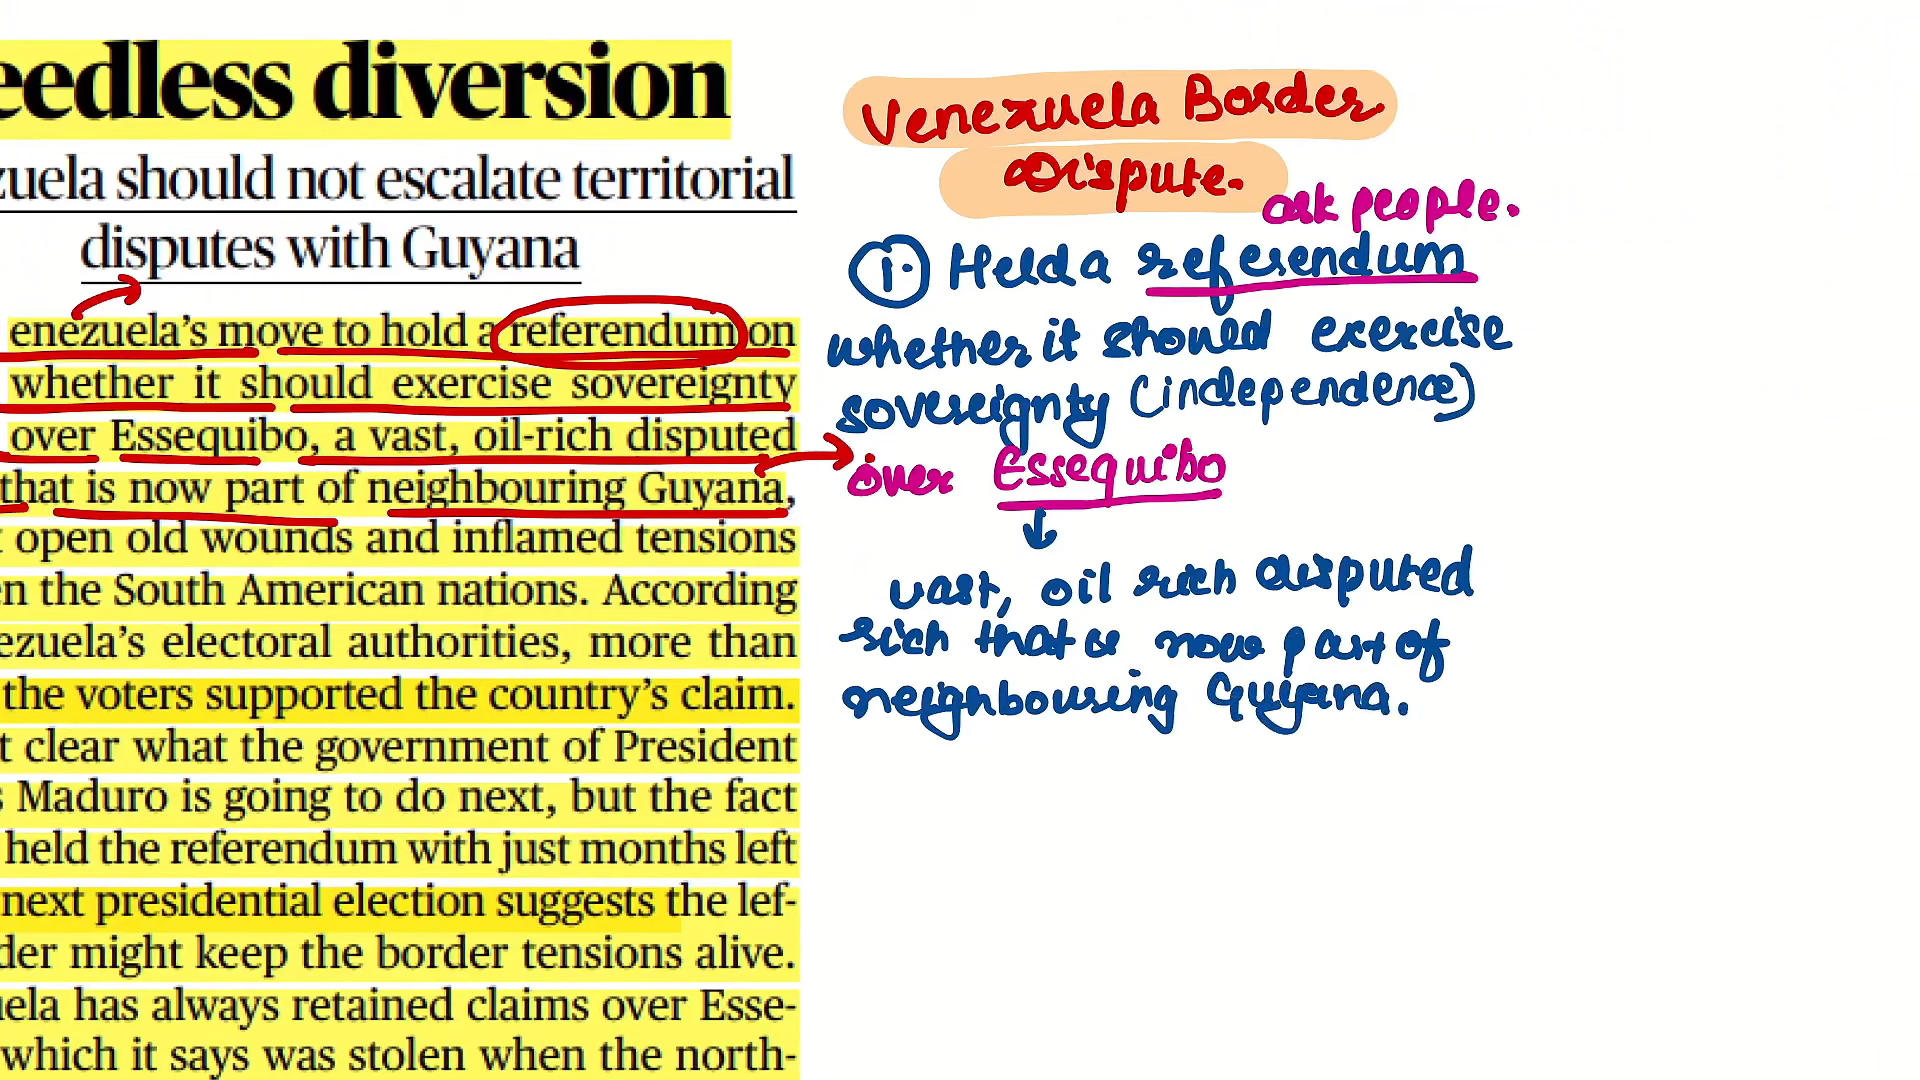 eedless diversion
zuela should not escalate territorial
disputes with Guyana
enezuela's move to hold a referendum on
whether it should exercise sovereignty
over Essequibo, a vast, oil-rich disputed
that is now part of neighbouring Guyana,
t open old wounds and inflamed tensions
en the South American nations. According
ezuela's electoral authorities, more than
the voters supported the country's claim.
t clear what the government of President
s Maduro is going to do next, but the fact
held the referendum with just months left
next presidential election suggests the lef-
der might keep the border tensions alive.
uela has always retained claims over Esse-
which it says was stolen when the north-
Venezuela Border
Dispute.
ask people.
1. Held a referendum
whether it should exercise
sovereignty (independence)
over Essequibo
vast, oil rich disputed
rich that is now part of
neighbouring Guyana.